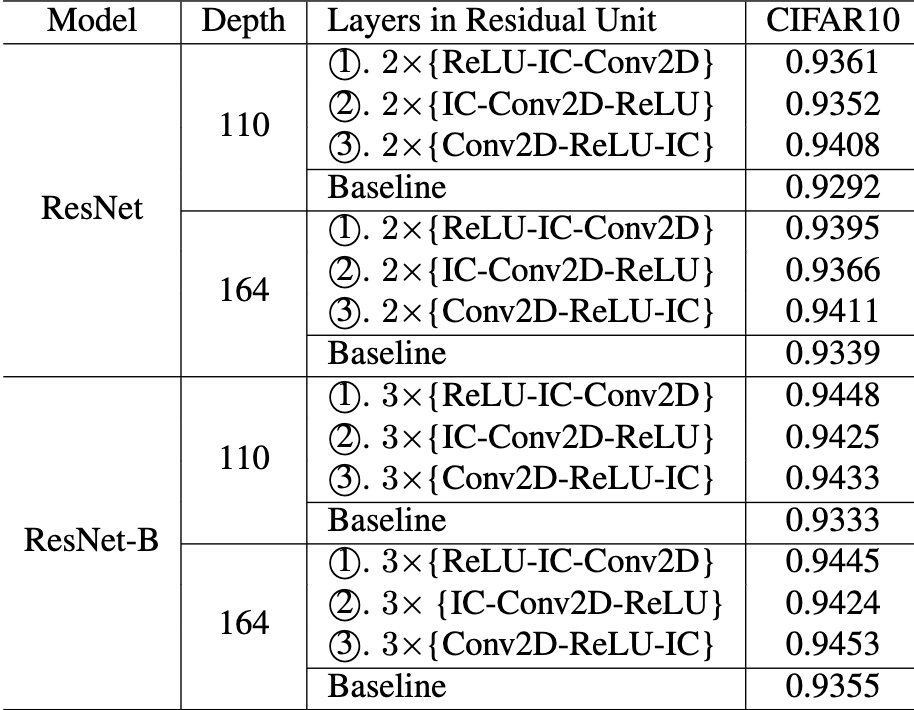 Model Depth Layers in Residual Unit CIFAR10
①. 2×{ReLU-IC-Conv2D} 0.9361
②. 2×{IC-Conv2D-ReLU} 0.9352
110
③. 2×{Conv2D-ReLU-IC} 0.9408
Baseline 0.9292
ResNet
①. 2×{ReLU-IC-Conv2D} 0.9395
②. 2×{IC-Conv2D-ReLU} 0.9366
164
③. 2×{Conv2D-ReLU-IC} 0.9411
Baseline 0.9339
①. 3×{ReLU-IC-Conv2D} 0.9448
②. 3×{IC-Conv2D-ReLU} 0.9425
110
③. 3×{Conv2D-ReLU-IC} 0.9433
Baseline 0.9333
ResNet-B
①. 3×{ReLU-IC-Conv2D} 0.9445
②. 3× {IC-Conv2D-ReLU} 0.9424
164
③. 3×{Conv2D-ReLU-IC} 0.9453
Baseline 0.9355